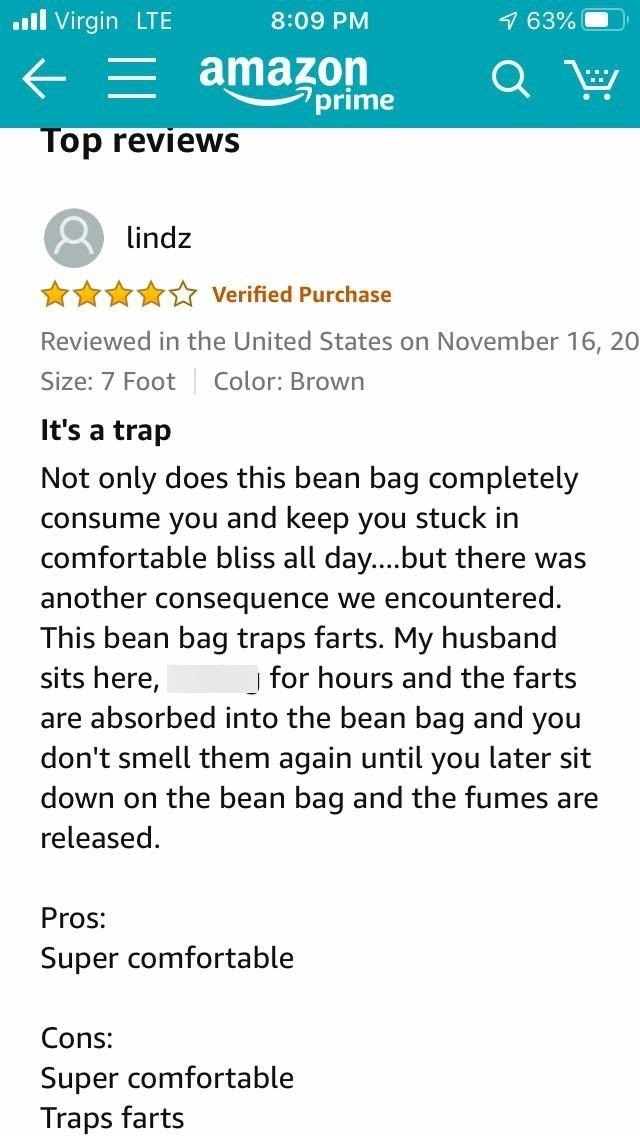 Virgin LTE 8:09 PM 63%
amazon
prime
Top reviews
lindz
Verified Purchase
Reviewed in the United States on November 16, 20
Size: 7 Foot | Color: Brown
It's a trap
Not only does this bean bag completely
consume you and keep you stuck in
comfortable bliss all day....but there was
another consequence we encountered.
This bean bag traps farts. My husband
sits here, for hours and the farts
are absorbed into the bean bag and you
don't smell them again until you later sit
down on the bean bag and the fumes are
released.
Pros:
Super comfortable
Cons:
Super comfortable
Traps farts